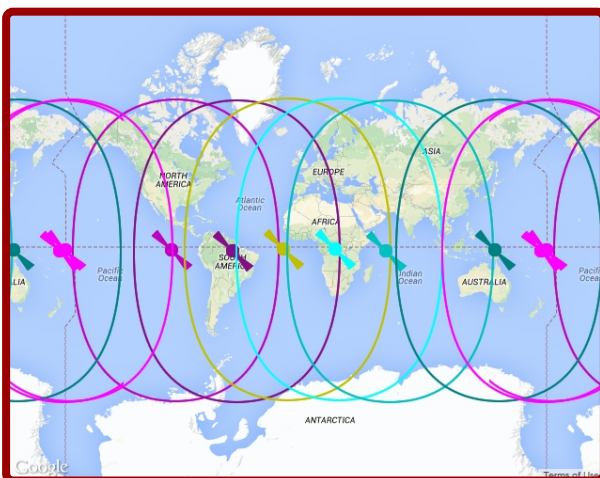 NORTH
AMERICA
EUROPE
ASIA
Atlantic
Ocean
AFRICA
SOUTH
AMERICA
Pacific
Ocean
Indian
Ocean
AUSTRALIA
LIA
Pacific
Ocean
ANTARCTICA
Google
Terms of Use